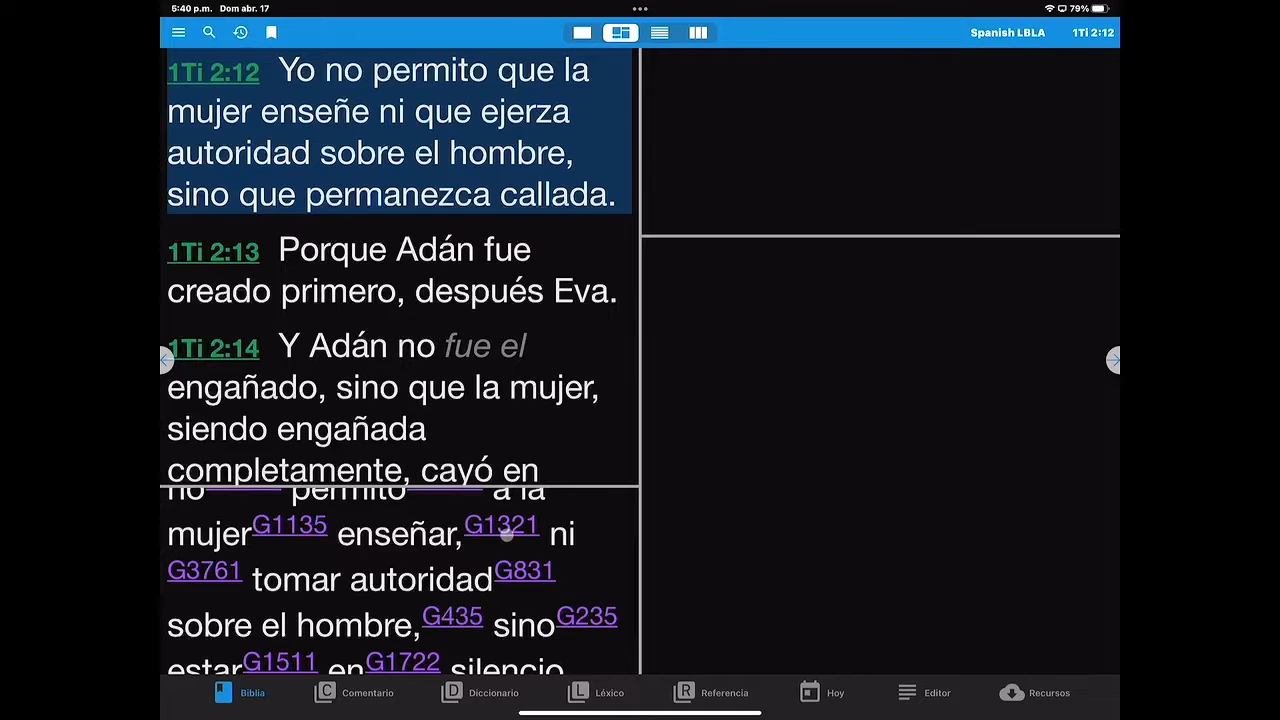 5:40 p.m. Dom abr. 17
79%
Spanish LBLA 1Ti 2:12
1Ti 2:12 Yo no permito que la
mujer enseñe ni que ejerza
autoridad sobre el hombre,
sino que permanezca callada.
1Ti 2:13 Porque Adán fue
creado primero, después Eva.
1Ti 2:14 Y Adán no fue el
engañado, sino que la mujer,
siendo engañada
completamente, cayó en
no permito a la
mujerG1135 enseñar,G1321 ni
G3761 tomar autoridadG831
sobre el hombre,G435 sinoG235
estarG1511 enG1722 silencio
Biblia
C Comentario
D Diccionario
L Léxico
R Referencia
Hoy
Editor
Recursos